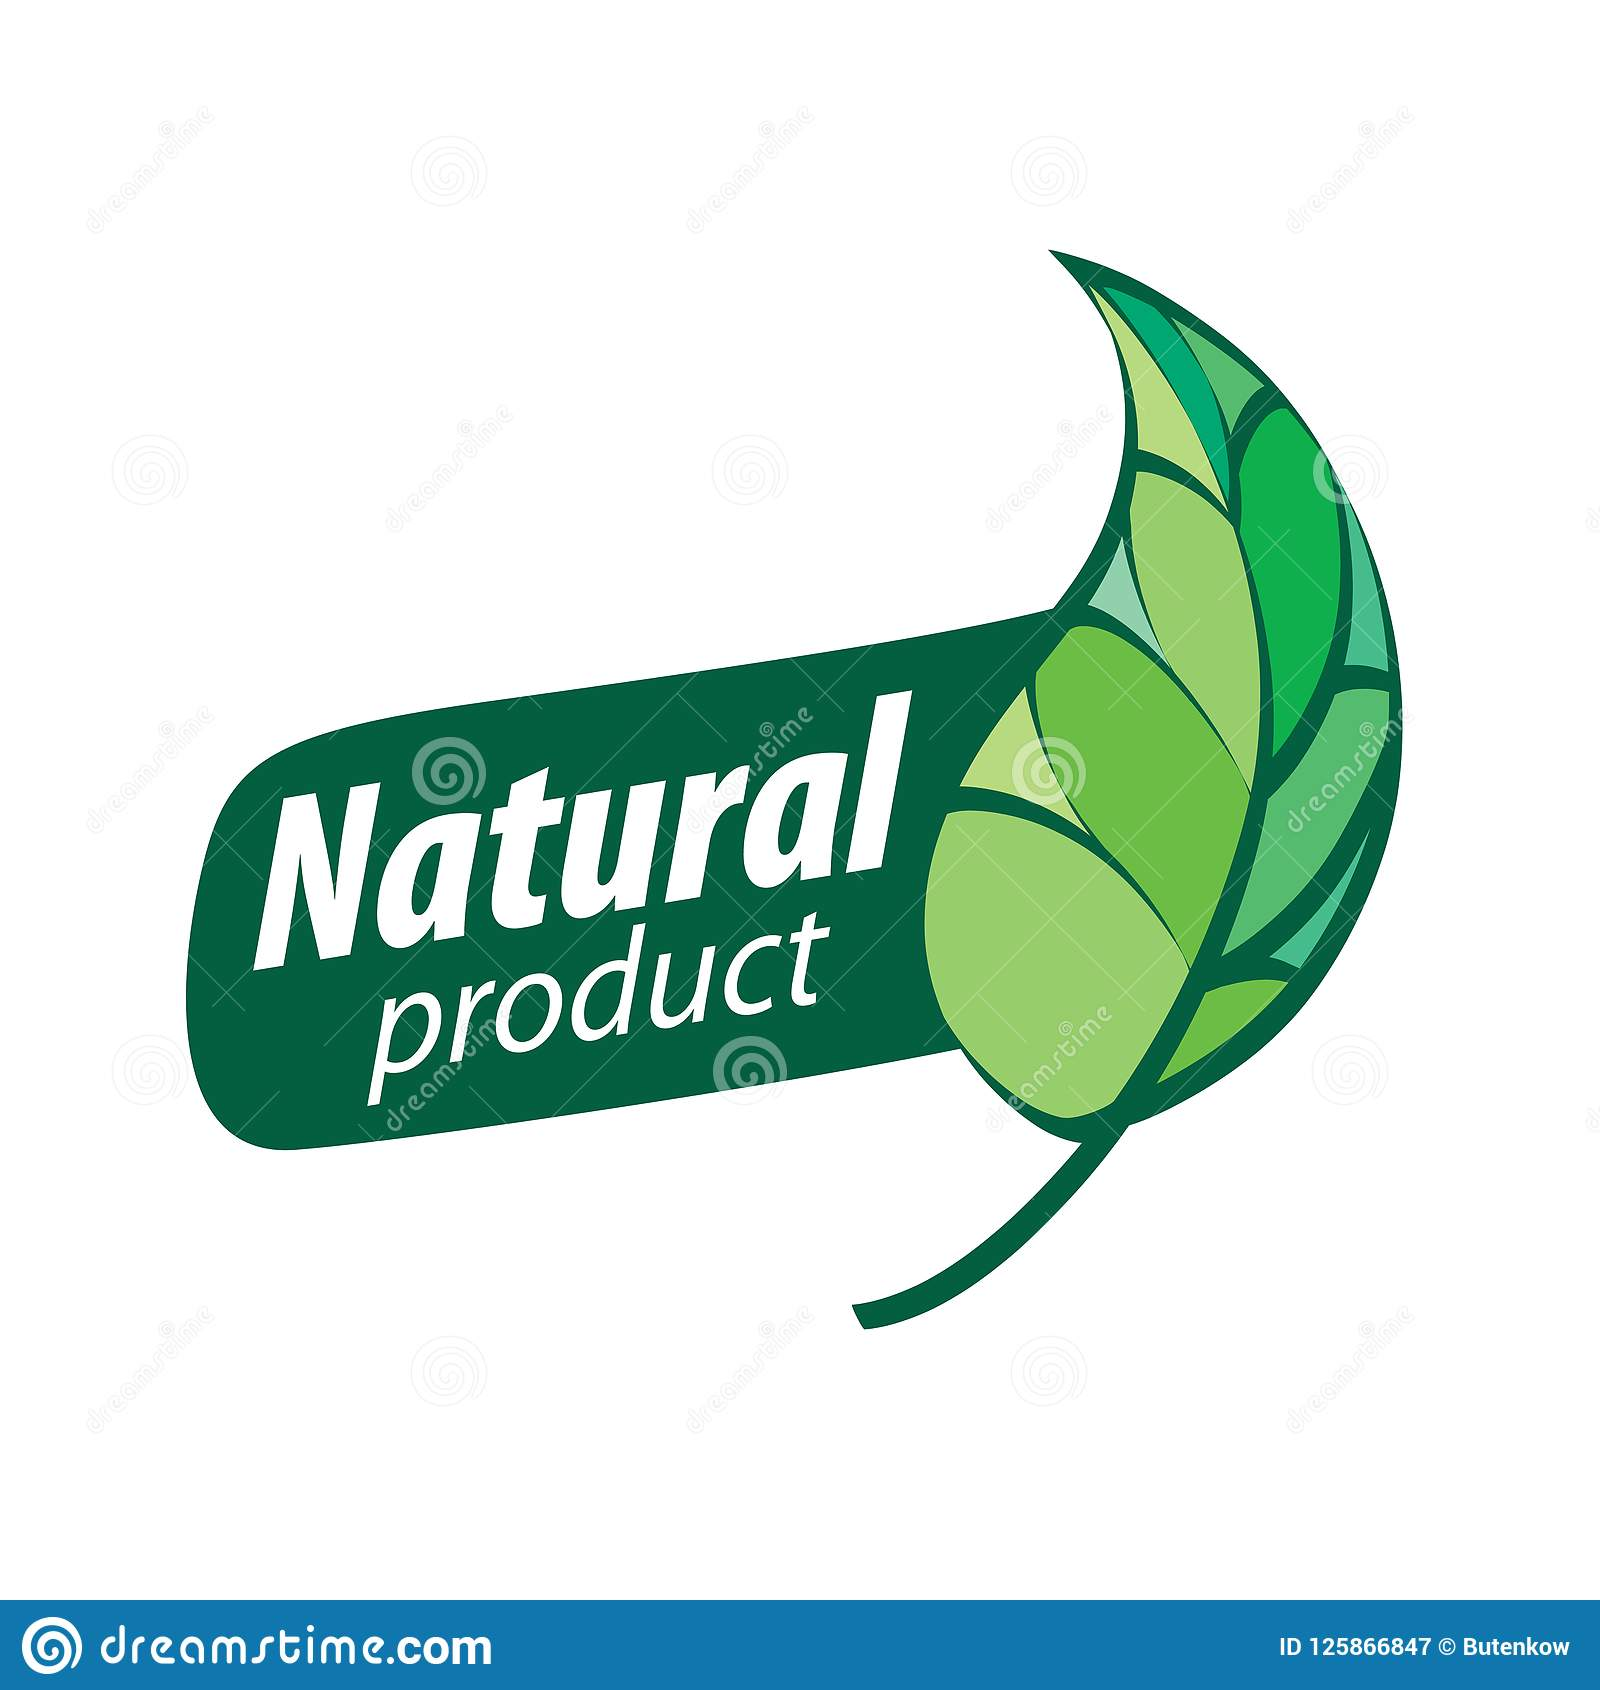 Natural
product
dreamstime.com
ID 125866847 © Butenkow